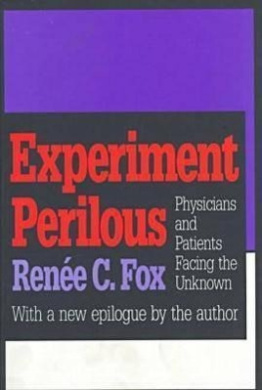 Experiment
Perilous
Physicians
and
Patients
Facing the
Unknown
Renée C. Fox
With a new epilogue by the author